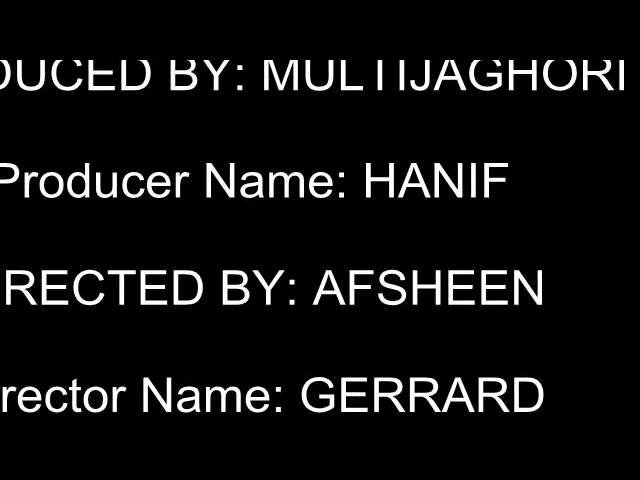 DUCED BY: MULTIJAGHORI
Producer Name: HANIF
RECTED BY: AFSHEEN
rector Name: GERRARD